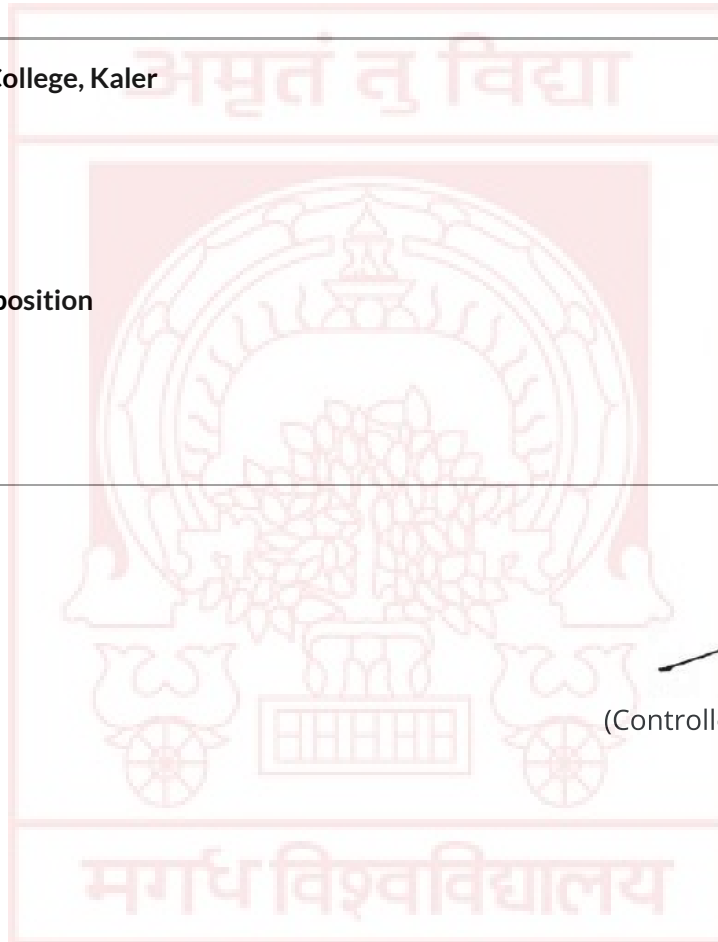 अमृतं तु विद्या
College, Kaler
position
(Controll
मगध विश्वविद्यालय